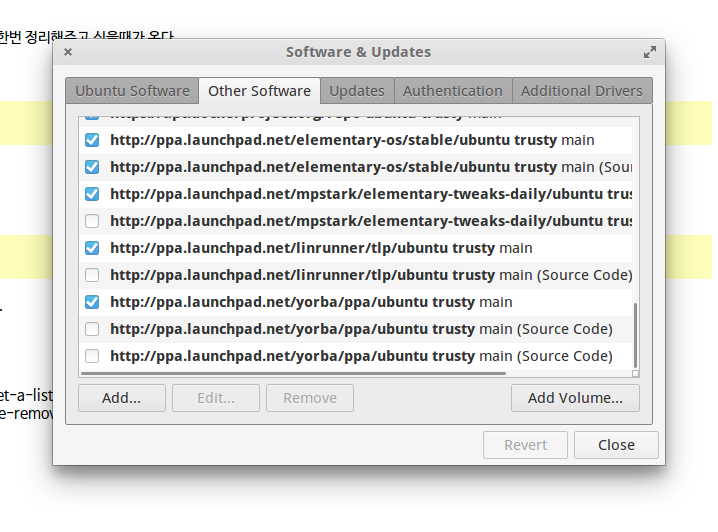 한번 정리해주고 싶을때가 온다
Software & Updates
Ubuntu Software Other Software Updates Authentication Additional Drivers
main
http://ppa.launchpad.net/elementary-os/stable/ubuntu trusty main
http://ppa.launchpad.net/elementary-os/stable/ubuntu trusty main (Sour
http://ppa.launchpad.net/mpstark/elementary-tweaks-daily/ubuntu trus
http://ppa.launchpad.net/mpstark/elementary-tweaks-daily/ubuntu trus
http://ppa.launchpad.net/linrunner/tlp/ubuntu trusty main
http://ppa.launchpad.net/linrunner/tlp/ubuntu trusty main (Source Code)
http://ppa.launchpad.net/yorba/ppa/ubuntu trusty main
http://ppa.launchpad.net/yorba/ppa/ubuntu trusty main (Source Code)
http://ppa.launchpad.net/yorba/ppa/ubuntu trusty main (Source Code)
et-a-list
e-remov
Add... Edit... Remove Add Volume...
Revert Close